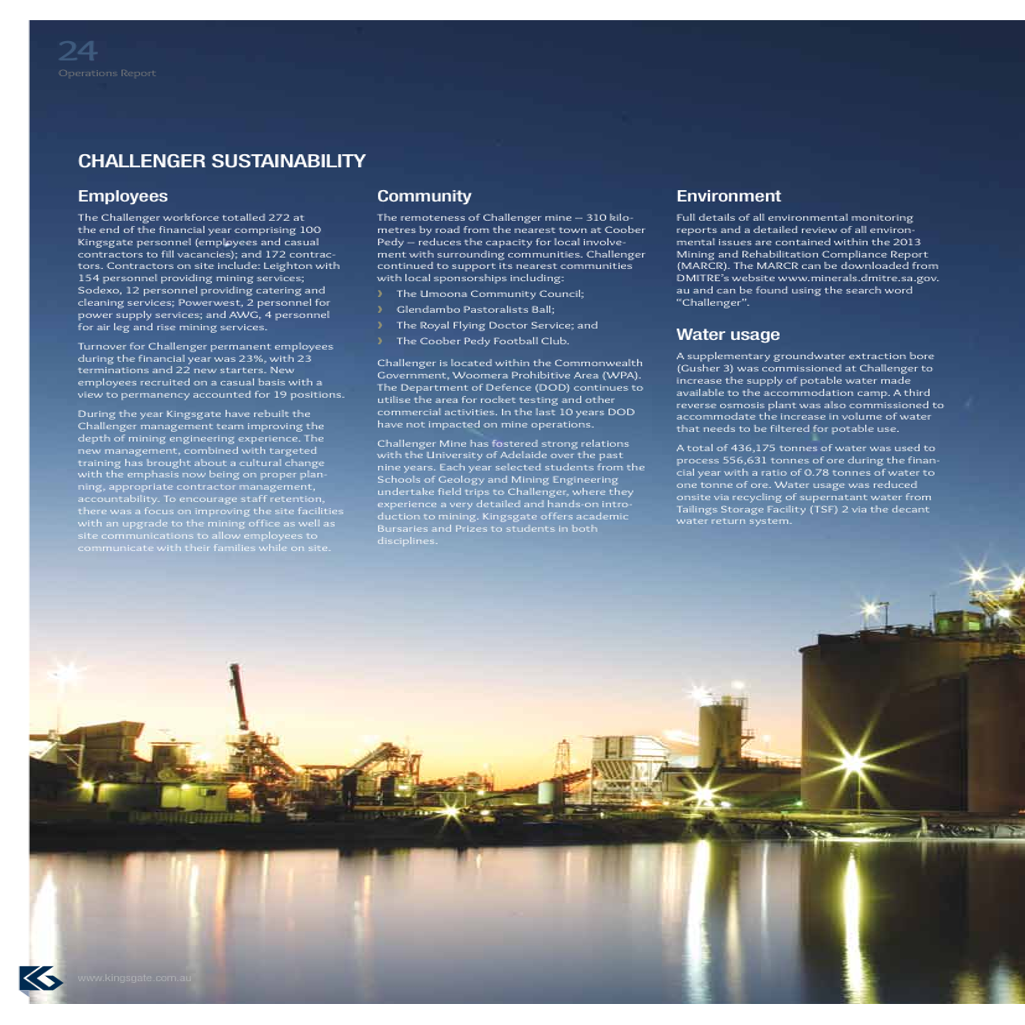 24
Operations Report
CHALLENGER SUSTAINABILITY
Employees
The Challenger workforce totalled 272 at
the end of the financial year comprising 100
Kingsgate personnel (employees and casual
contractors to fill vacancies); and 172 contrac-
tors. Contractors on site include: Leighton with
154 personnel providing mining services;
Sodexo, 12 personnel providing catering and
cleaning services; Powerwest, 2 personnel for
power supply services; and AWG, 4 personnel
for air leg and rise mining services.
Turnover for Challenger permanent employees
during the financial year was 23%, with 23
terminations and 22 new starters. New
employees recruited on a casual basis with a
view to permanency accounted for 19 positions.
During the year Kingsgate have rebuilt the
Challenger management team improving the
depth of mining engineering experience. The
new management, combined with targeted
training has brought about a cultural change
with the emphasis now being on proper plan-
ning, appropriate contractor management,
accountability. To encourage staff retention,
there was a focus on improving the site facilities
with an upgrade to the mining office as well as
site communications to allow employees to
communicate with their families while on site.
Community
The remoteness of Challenger mine – 310 kilo-
metres by road from the nearest town at Coober
Pedy – reduces the capacity for local involve-
ment with surrounding communities. Challenger
continued to support its nearest communities
with local sponsorships including:
› The Umoona Community Council;
› Glendambo Pastoralists Ball;
› The Royal Flying Doctor Service; and
› The Coober Pedy Football Club.
Challenger is located within the Commonwealth
Government, Woomera Prohibitive Area (WPA).
The Department of Defence (DOD) continues to
utilise the area for rocket testing and other
commercial activities. In the last 10 years DOD
have not impacted on mine operations.
Challenger Mine has fostered strong relations
with the University of Adelaide over the past
nine years. Each year selected students from the
Schools of Geology and Mining Engineering
undertake field trips to Challenger, where they
experience a very detailed and hands-on intro-
duction to mining. Kingsgate offers academic
Bursaries and Prizes to students in both
disciplines.
Environment
Full details of all environmental monitoring
reports and a detailed review of all environ-
mental issues are contained within the 2013
Mining and Rehabilitation Compliance Report
(MARCR). The MARCR can be downloaded from
DMITRE's website www.minerals.dmitre.sa.gov.
au and can be found using the search word
“Challenger”.
Water usage
A supplementary groundwater extraction bore
(Gusher 3) was commissioned at Challenger to
increase the supply of potable water made
available to the accommodation camp. A third
reverse osmosis plant was also commissioned to
accommodate the increase in volume of water
that needs to be filtered for potable use.
A total of 436,175 tonnes of water was used to
process 556,631 tonnes of ore during the finan-
cial year with a ratio of 0.78 tonnes of water to
one tonne of ore. Water usage was reduced
onsite via recycling of supernatant water from
Tailings Storage Facility (TSF) 2 via the decant
water return system.
www.kingsgate.com.au